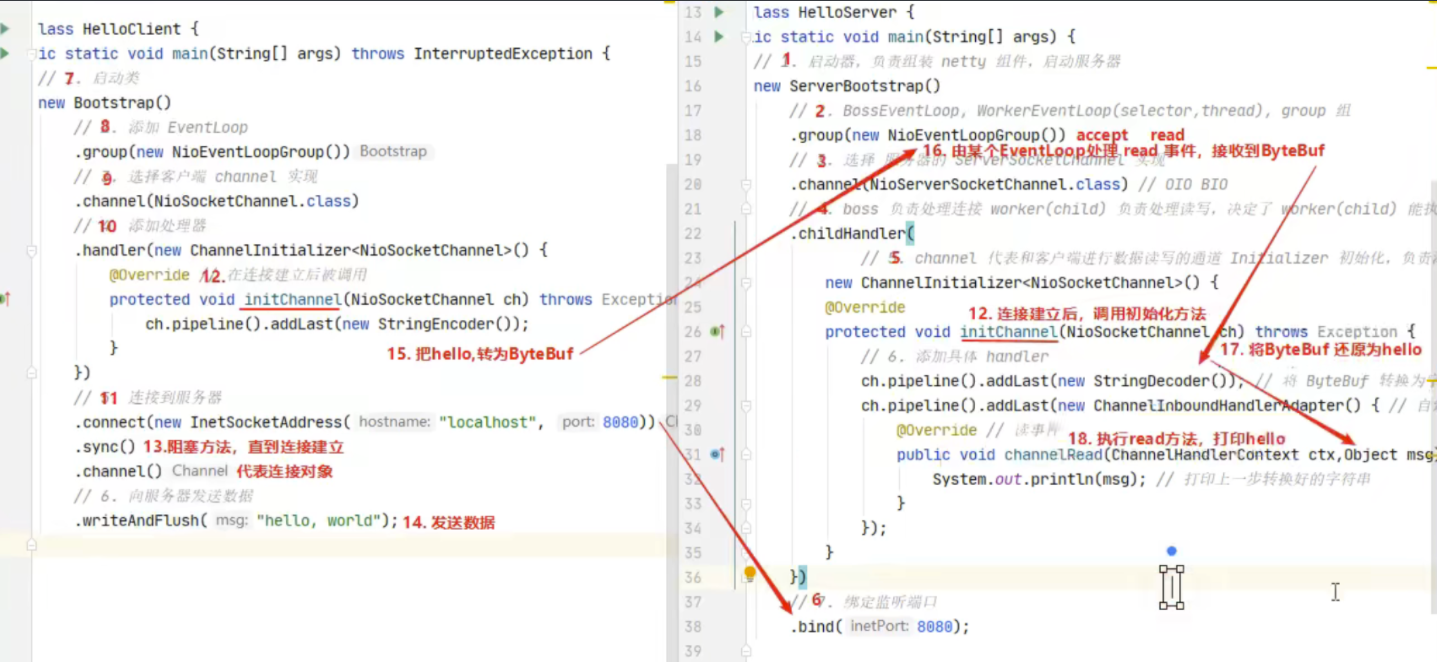 lass HelloClient {
ic static void main(String[] args) throws InterruptedException {
// 7. 启动类
new Bootstrap()
// 8. 添加 EventLoop
.group(new NioEventLoopGroup()) Bootstrap
// 9. 选择客户端 channel 实现
.channel(NioSocketChannel.class)
// 10 添加处理器
.handler(new ChannelInitializer<NioSocketChannel>() {
@Override // 12. 在连接建立后被调用
protected void initChannel(NioSocketChannel ch) throws Exception
ch.pipeline().addLast(new StringEncoder());
}
15. 把hello,转为ByteBuf
})
// 11 连接到服务器
.connect(new InetSocketAddress( hostname: "localhost", port: 8080))
.sync() 13.阻塞方法，直到连接建立
.channel() Channel 代表连接对象
// 6. 向服务器发送数据
.writeAndFlush( msg: "hello, world"); 14. 发送数据
13 lass HelloServer {
14 ic static void main(String[] args) {
15 // 1. 启动器，负责组装 netty 组件，启动服务器
16 new ServerBootstrap()
17 // 2. BossEventLoop, WorkerEventLoop(selector,thread), group 组
18 .group(new NioEventLoopGroup()) accept read
16. 由某个EventLoop处理 read 事件，接收到ByteBuf
19 // 3. 选择 服务器的 ServerSocketChannel 实现
20 .channel(NioServerSocketChannel.class) // OIO BIO
21 // 4. boss 负责处理连接 worker(child) 负责处理读写，决定了 worker(child) 能执
22 .childHandler(
23 // 5. channel 代表和客户端进行数据读写的通道 Initializer 初始化，负责
24 new ChannelInitializer<NioSocketChannel>() {
25 @Override
12. 连接建立后，调用初始化方法
26 protected void initChannel(NioSocketChannel ch) throws Exception {
27 // 6. 添加具体 handler
17. 将ByteBuf 还原为hello
28 ch.pipeline().addLast(new StringDecoder()); // 将 ByteBuf 转换为字
29 ch.pipeline().addLast(new ChannelInboundHandlerAdapter() { // 自
30 @Override // 读事件
18. 执行read方法，打印hello
31 public void channelRead(ChannelHandlerContext ctx,Object msg)
32 System.out.println(msg); // 打印上一步转换好的字符串
33 }
34 });
35 }
36 })
37 // 6 7. 绑定监听端口
38 .bind( inetPort: 8080);
39